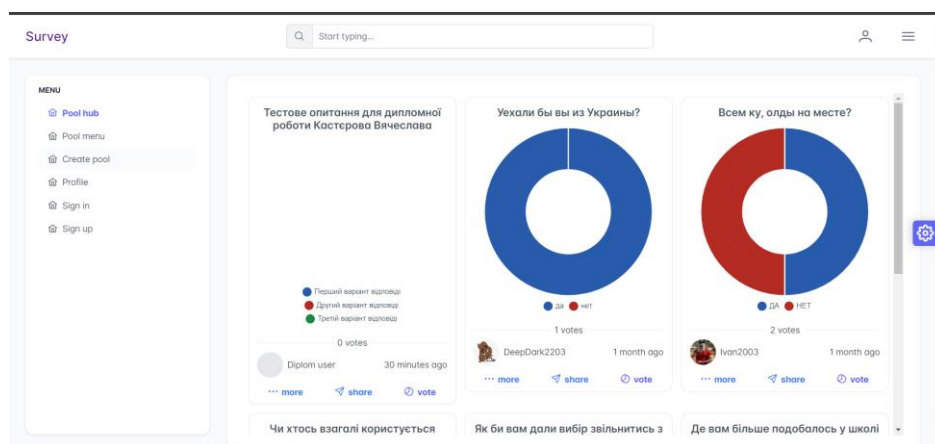 Survey
Start typing...
MENU
Pool hub
Pool menu
Create pool
Profile
Sign in
Sign up
Тестове опитання для дипломної
роботи Кастєрова Вячеслава
Перший варіант відповіді
Другий варіант відповіді
Третій варіант відповіді
0 votes
Diplom user 30 minutes ago
more share vote
Уехали бы вы из Украины?
да нет
1 votes
DeepDark2203 1 month ago
more share vote
Всем ку, олды на месте?
ДА НЕТ
2 votes
Ivan2003 1 month ago
more share vote
Чи хтось взагалі користується
Як би вам дали вибір звільнитись з
Де вам більше подобалось у школі